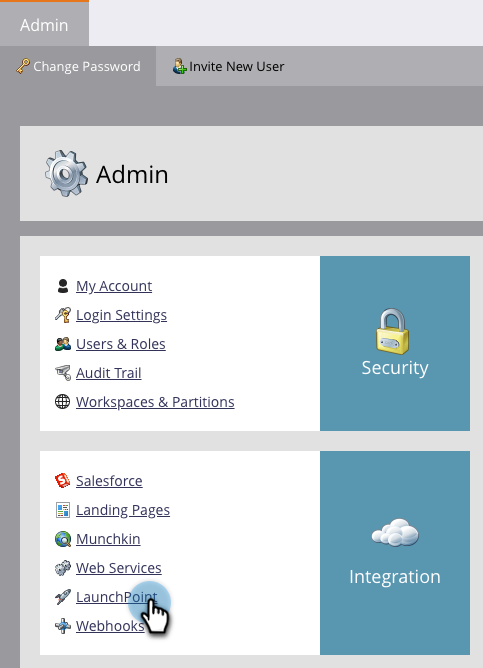 Admin
Change Password Invite New User
Admin
My Account
Login Settings
Users & Roles
Audit Trail
Workspaces & Partitions
Security
Salesforce
Landing Pages
Munchkin
Web Services
LaunchPoint
Webhooks
Integration